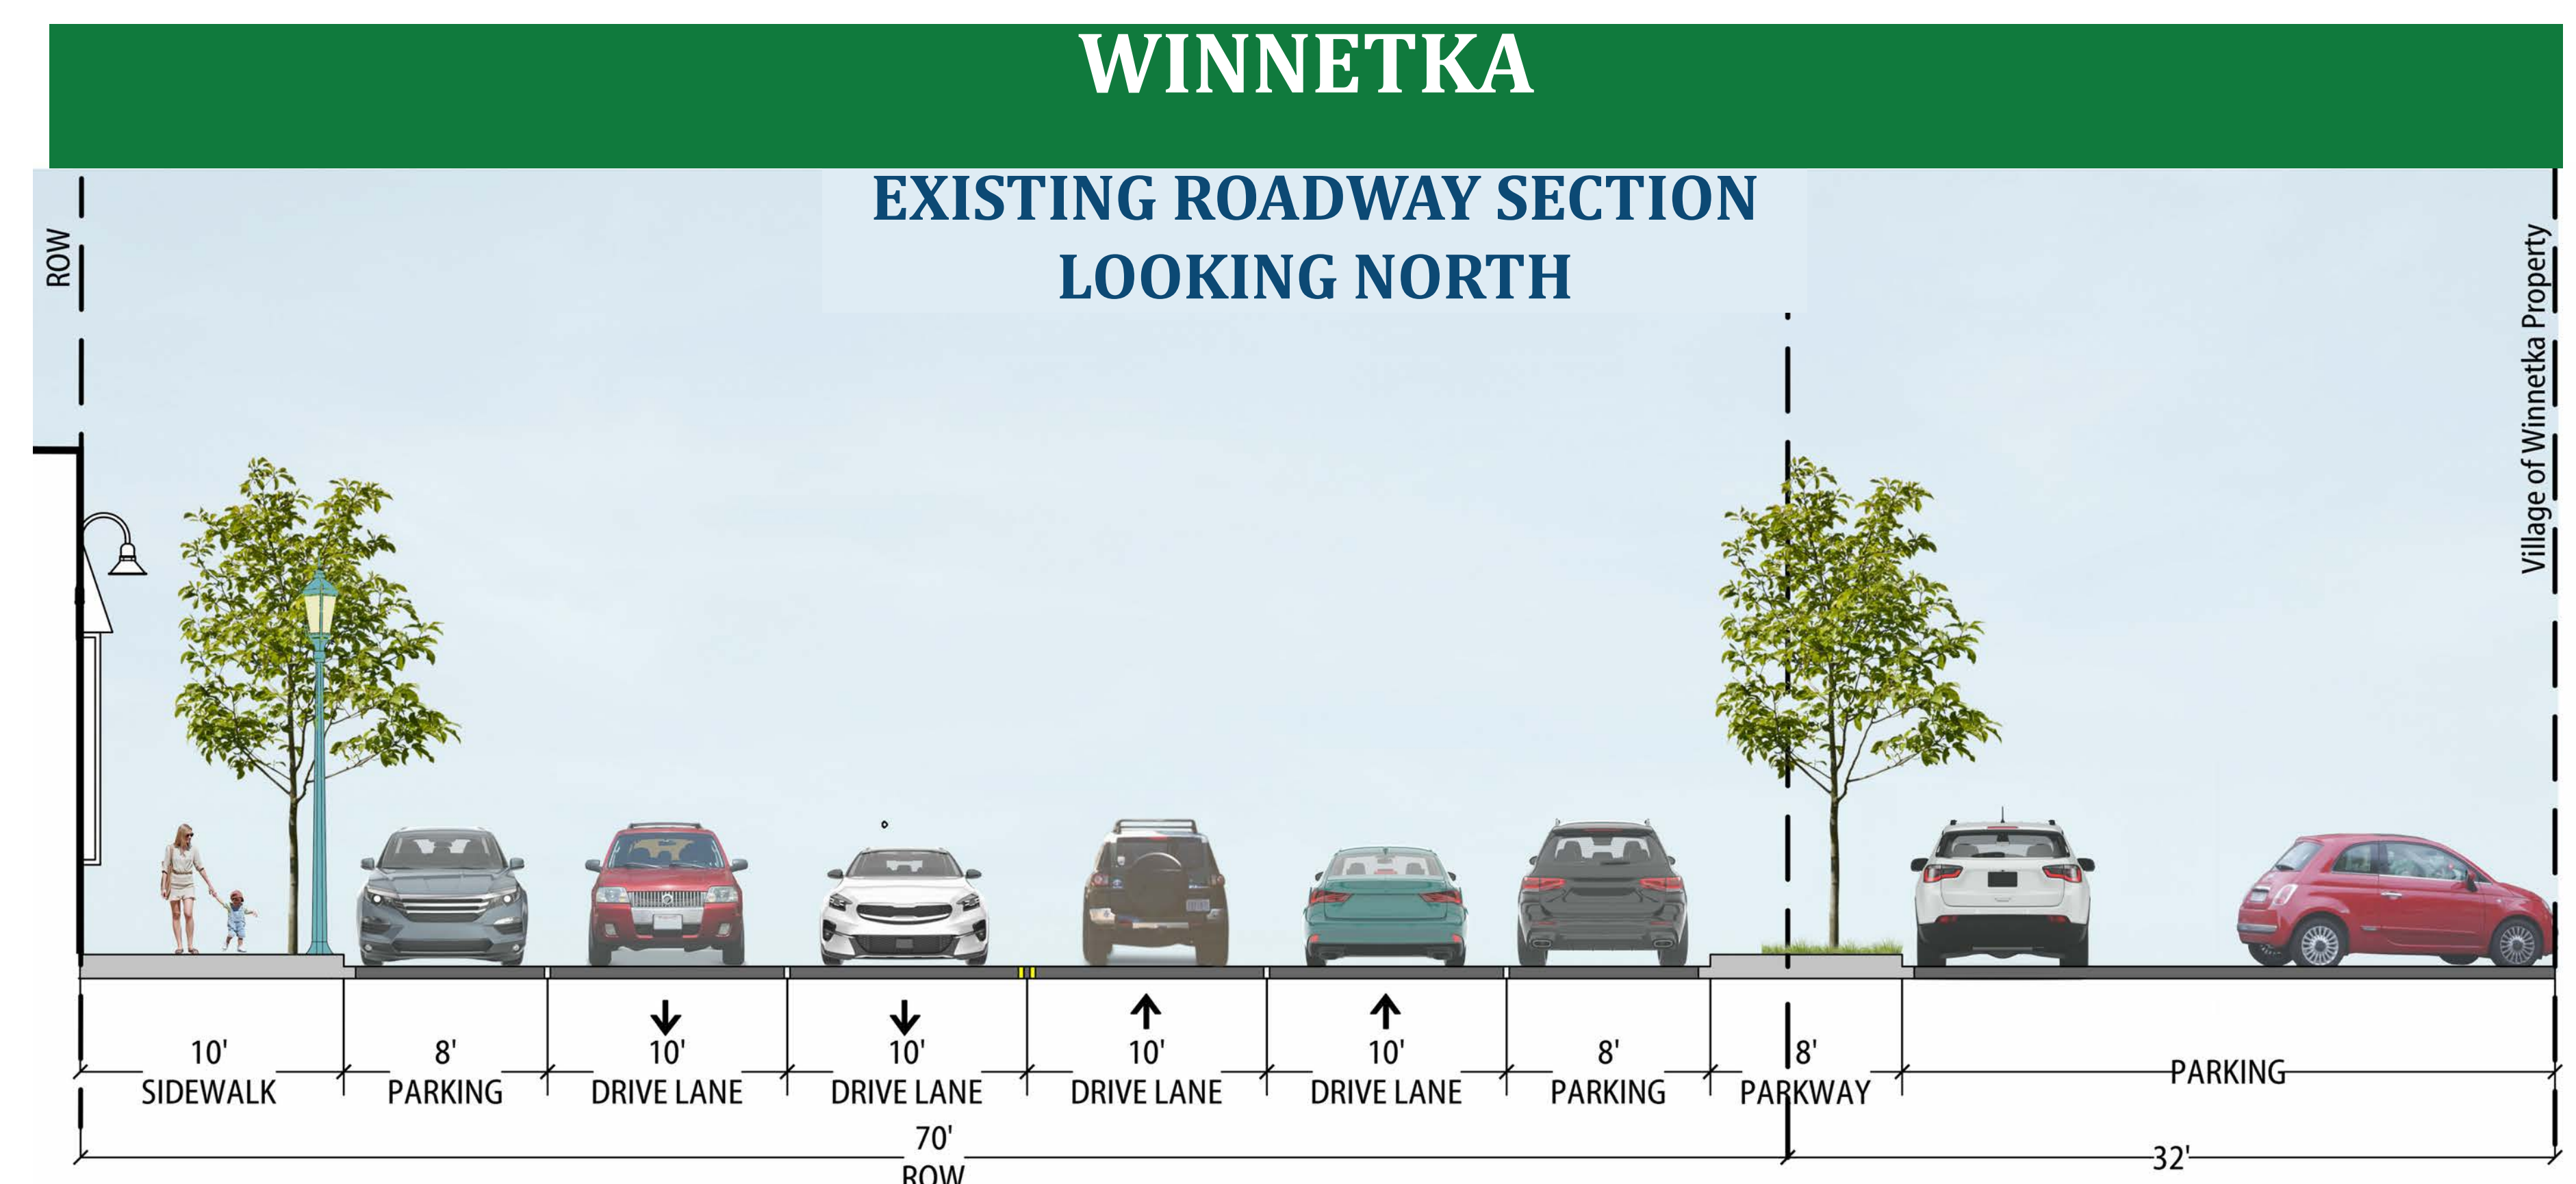 WINNETKA
EXISTING ROADWAY SECTION
LOOKING NORTH
ROW
Village of Winnetka Property
10'
SIDEWALK
8'
PARKING
10'
DRIVE LANE
10'
DRIVE LANE
10'
DRIVE LANE
10'
DRIVE LANE
8'
PARKING
8'
PARKWAY
PARKING
70'
ROW
32'